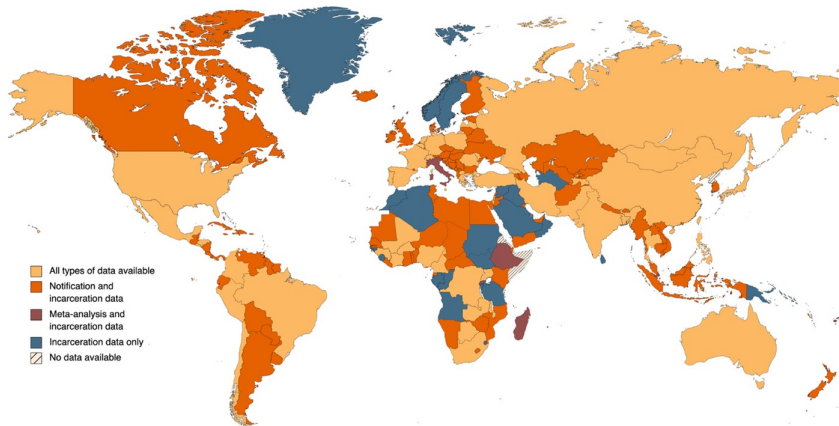 All types of data available
Notification and
incarceration data
Meta-analysis and
incarceration data
Incarceration data only
No data available